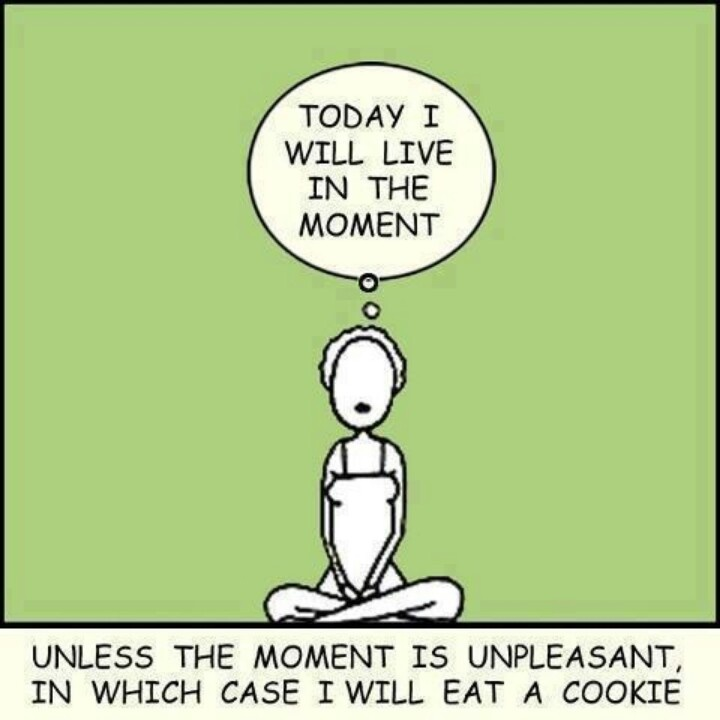 TODAY I
WILL LIVE
IN THE
MOMENT
UNLESS THE MOMENT IS UNPLEASANT,
IN WHICH CASE I WILL EAT A COOKIE